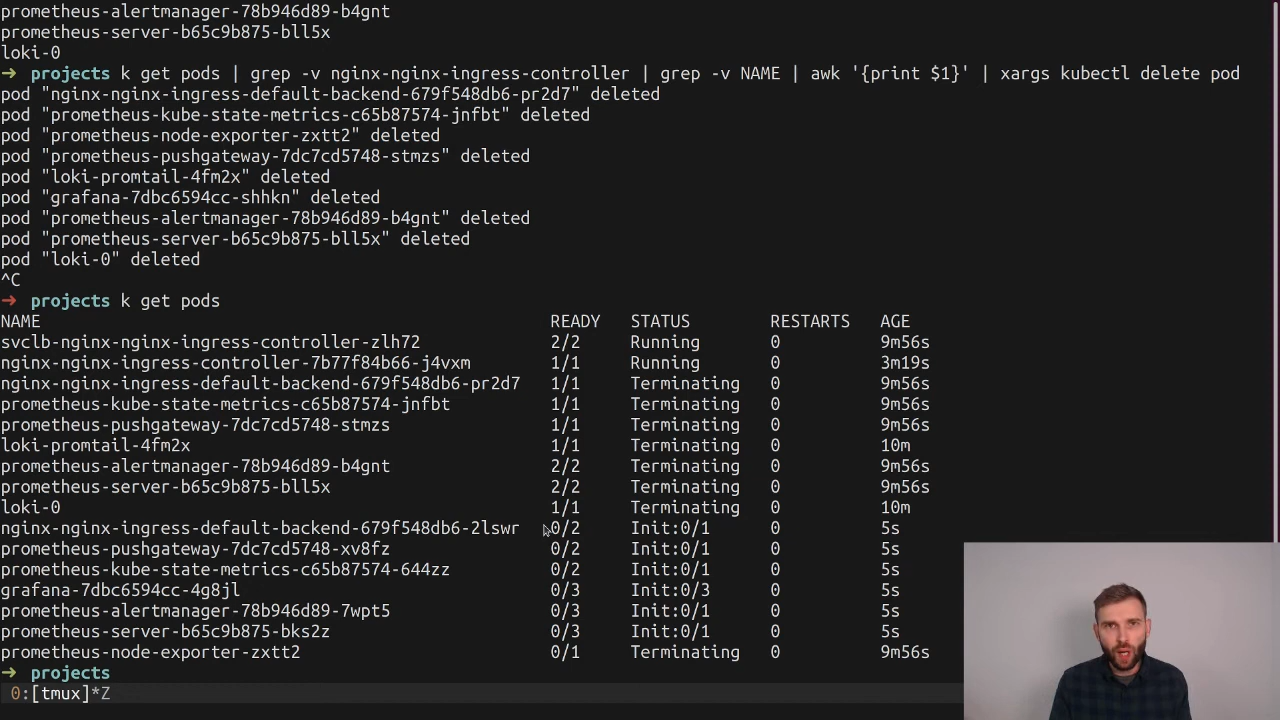 prometheus-alertmanager-78b946d89-b4gnt
prometheus-server-b65c9b875-bll5x
loki-0
➜  projects k get pods | grep -v nginx-nginx-ingress-controller | grep -v NAME | awk '{print $1}' | xargs kubectl delete pod
pod "nginx-nginx-ingress-default-backend-679f548db6-pr2d7" deleted
pod "prometheus-kube-state-metrics-c65b87574-jnfbt" deleted
pod "prometheus-node-exporter-zxtt2" deleted
pod "prometheus-pushgateway-7dc7cd5748-stmzs" deleted
pod "loki-promtail-4fm2x" deleted
pod "grafana-7dbc6594cc-shhkn" deleted
pod "prometheus-alertmanager-78b946d89-b4gnt" deleted
pod "prometheus-server-b65c9b875-bll5x" deleted
pod "loki-0" deleted
^C
➜  projects k get pods
NAME READY STATUS RESTARTS AGE
svclb-nginx-nginx-ingress-controller-zlh72 2/2 Running 0 9m56s
nginx-nginx-ingress-controller-7b77f84b66-j4vxm 1/1 Running 0 3m19s
nginx-nginx-ingress-default-backend-679f548db6-pr2d7 1/1 Terminating 0 9m56s
prometheus-kube-state-metrics-c65b87574-jnfbt 1/1 Terminating 0 9m56s
prometheus-pushgateway-7dc7cd5748-stmzs 1/1 Terminating 0 9m56s
loki-promtail-4fm2x 1/1 Terminating 0 10m
prometheus-alertmanager-78b946d89-b4gnt 2/2 Terminating 0 9m56s
prometheus-server-b65c9b875-bll5x 2/2 Terminating 0 9m56s
loki-0 1/1 Terminating 0 10m
nginx-nginx-ingress-default-backend-679f548db6-2lswr 0/2 Init:0/1 0 5s
prometheus-pushgateway-7dc7cd5748-xv8fz 0/2 Init:0/1 0 5s
prometheus-kube-state-metrics-c65b87574-644zz 0/2 Init:0/1 0 5s
grafana-7dbc6594cc-4g8jl 0/3 Init:0/3 0 5s
prometheus-alertmanager-78b946d89-7wpt5 0/3 Init:0/1 0 5s
prometheus-server-b65c9b875-bks2z 0/3 Init:0/1 0 5s
prometheus-node-exporter-zxtt2 0/1 Terminating 0 9m56s
➜  projects
0:[tmux]*Z